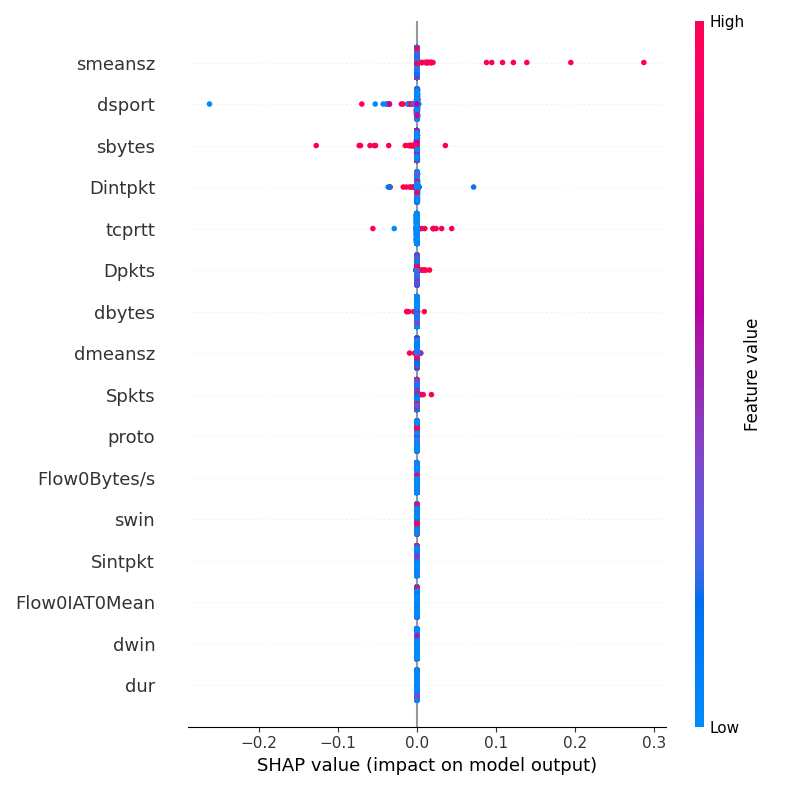 High
smeansz
dsport
sbytes
Dintpkt
tcprtt
Dpkts
dbytes
dmeansz
Spkts
proto
Flow0Bytes/s
swin
Sintpkt
Flow0IAT0Mean
dwin
dur
Low
Feature value
−0.2 −0.1 0.0 0.1 0.2 0.3
SHAP value (impact on model output)